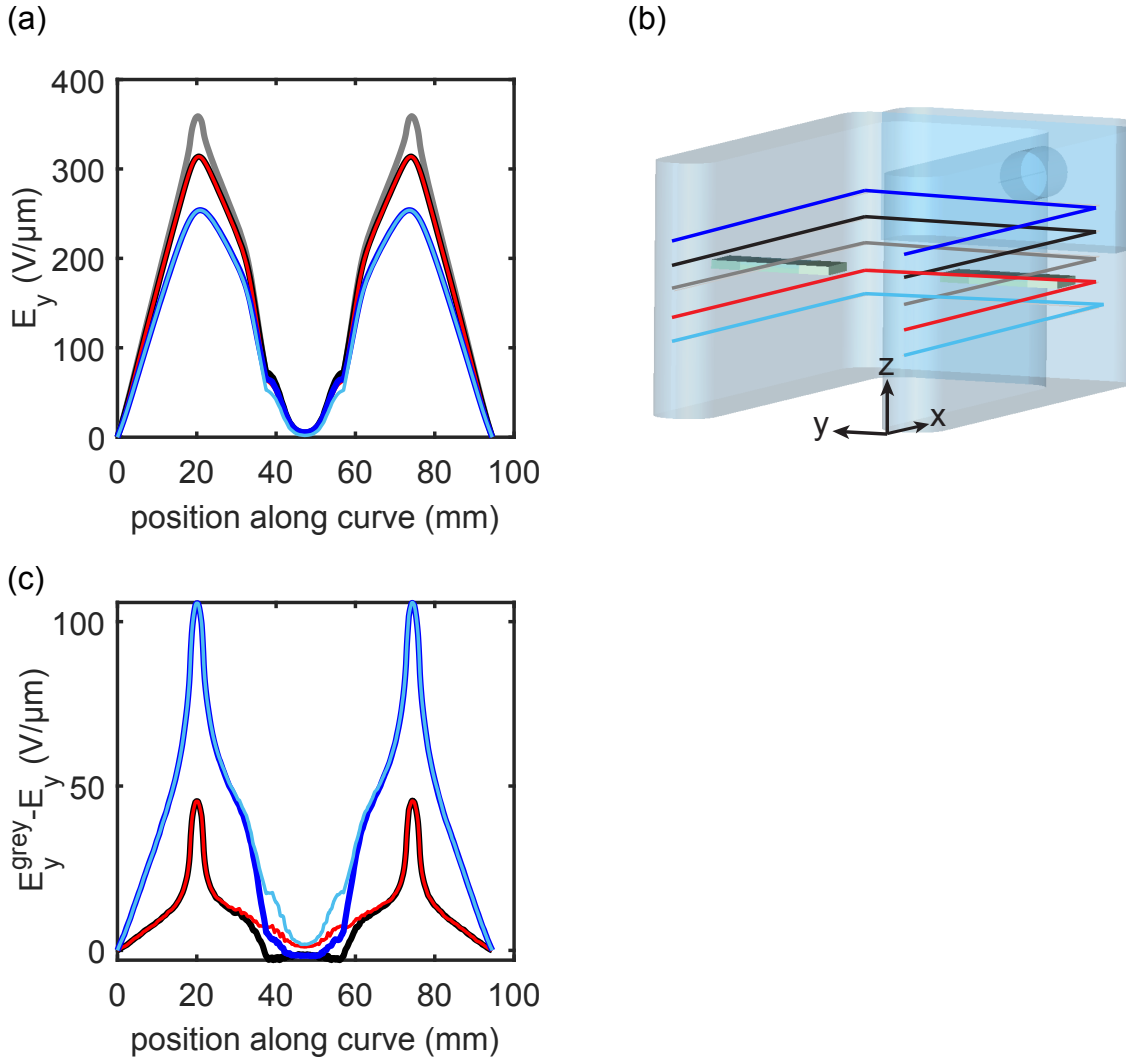 (a)
(b)
400
300
200
100
0
E_y (V/µm)
0 20 40 60 80 100
position along curve (mm)
z
y
x
(c)
100
50
0
E_y^grey-E_y (V/µm)
0 20 40 60 80 100
position along curve (mm)